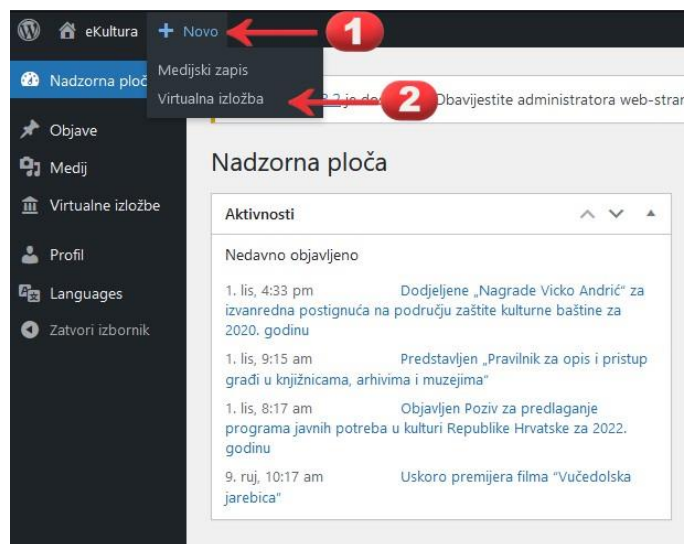 eKultura + Novo
1
Medijski zapis
Virtualna izložba
2
je Obavijestite administratora web-stran
Nadzorna ploč
Objave
Medij
Virtualne izložbe
Profil
Languages
Zatvori izbornik
Nadzorna ploča
Aktivnosti
Nedavno objavljeno
1. lis, 4:33 pm Dodjeljene „Nagrade Vicko Andrić“ za
izvanredna postignuća na području zaštite kulturne baštine za
2020. godinu
1. lis, 9:15 am Predstavljen „Pravilnik za opis i pristup
građi u knjižnicama, arhivima i muzejima“
1. lis, 8:17 am Objavljen Poziv za predlaganje
programa javnih potreba u kulturi Republike Hrvatske za 2022.
godinu
9. ruj, 10:17 am Uskoro premijera filma “Vučedolska
jarebica“